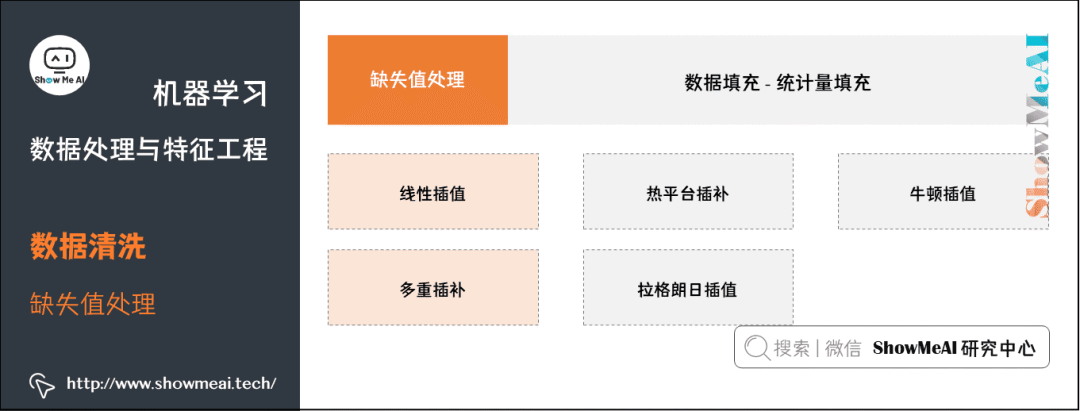 AI
Show Me AI
机器学习
数据处理与特征工程
数据清洗
缺失值处理
http://www.showmeai.tech/
缺失值处理
数据填充 - 统计量填充
ShowMeAI
线性插值
热平台插补
牛顿插值
多重插补
拉格朗日插值
搜索 | 微信 ShowMeAI 研究中心